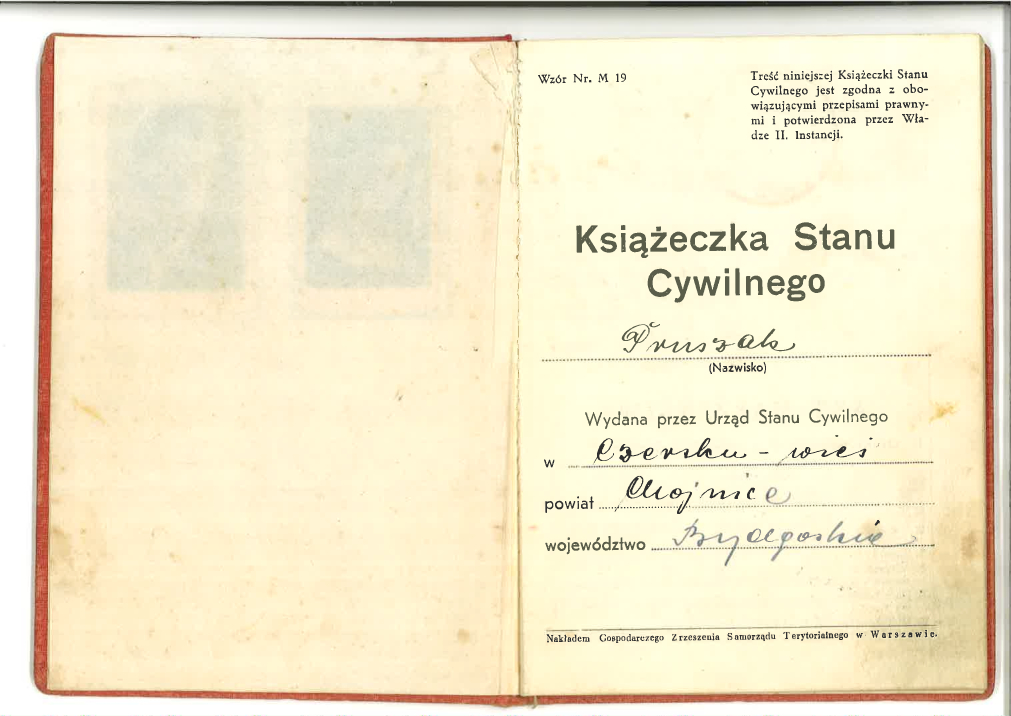 Wzór Nr. M 19
Treść niniejszej Książeczki Stanu
Cywilnego jest zgodna z obo-
wiązującymi przepisami prawny-
mi i potwierdzona przez Wła-
dze II. Instancji.
Książeczka Stanu
Cywilnego
Pruszak
(Nazwisko)
Wydana przez Urząd Stanu Cywilnego
w Czersku - wieś
powiat Chojnice
województwo Bydgoskie
Nakładem Gospodarczego Zrzeszenia Samorządu Terytorialnego w Warszawie.